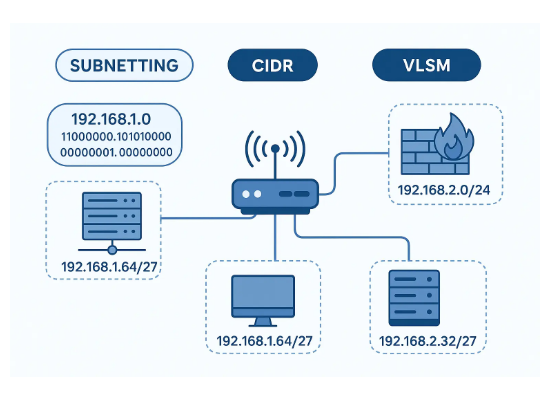 SUBNETTING
CIDR
VLSM
192.168.1.0
11000000.101010000
00000001.00000000
192.168.2.0/24
192.168.1.64/27
192.168.1.64/27
192.168.2.32/27